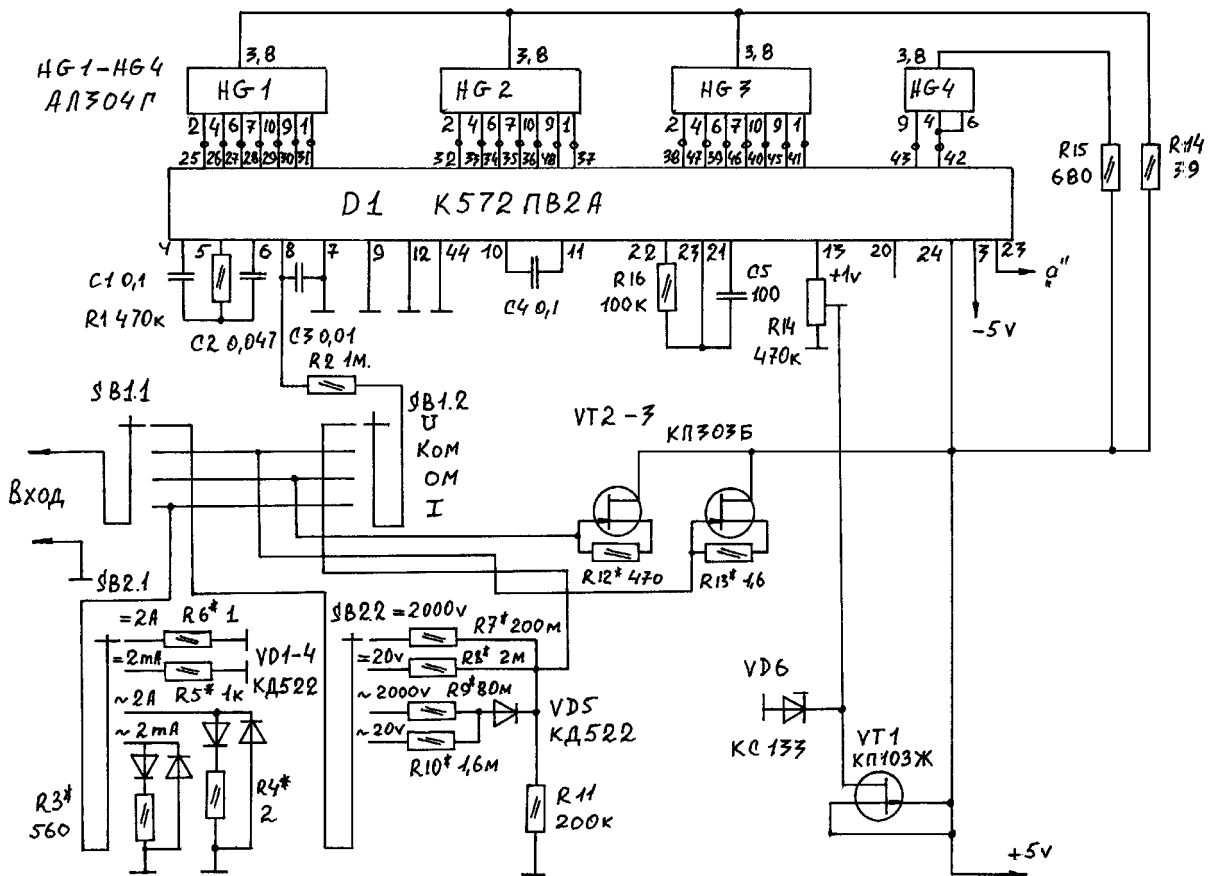 HG1-HG4
АЛ304Г
3,8
3,8
3,8
3,8
HG1
HG2
HG3
HG4
2 4 6 7 10 9 1
2 4 6 7 10 9 1
2 4 6 7 10 9 1
9 4 6
25 26 27 28 29 30 31
32 33 34 35 36 48 37
38 47 39 46 40 45 41
43 42
R15
680
R14
39
D1 К572ПВ2А
4 5 6 8 7 9 12 44 10 11 22 23 21 13 20 24 3 23
C1 0,1
R1 470к
C2 0,047
C3 0,01
C4 0,1
R16
100к
C5
100
+1v
R14
470к
-5v
"а"
R2 1м.
SB1.1
SB1.2
U
Ком
Ом
I
Вход
VT2-3
КП303Б
R12* 470
R13* 1,6
SB2.1
=2А
R6* 1
=2mА
R5* 1к
VD1-4
КД522
~2А
~2mА
R3*
560
R4*
2
SB2.2
=2000v
R7* 200м
=20v
R8* 2м
~2000v
R9* 80м
~20v
R10* 1,6м
VD5
КД522
R11
200к
VD6
КС133
VT1
КП103Ж
+5v